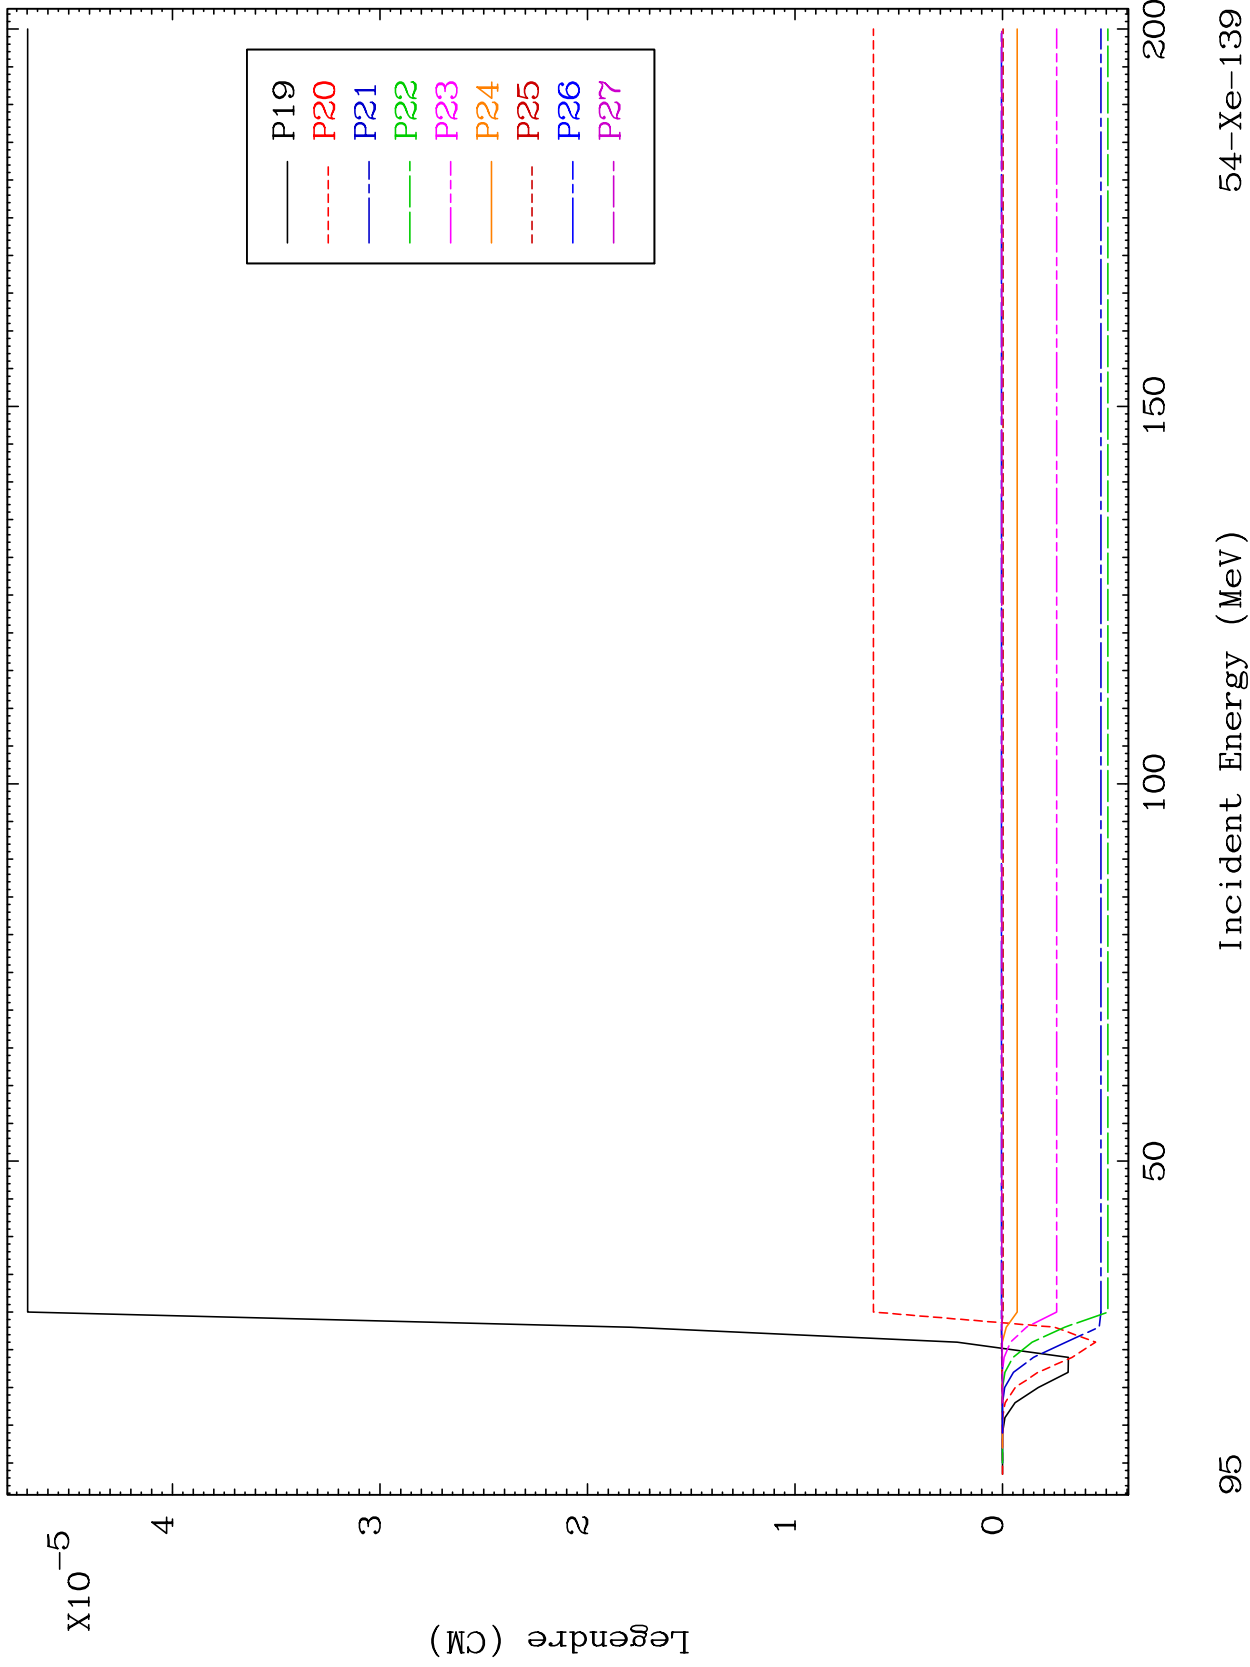 X10-5
Legendre (CM)
4
3
2
1
0
P19
P20
P21
P22
P23
P24
P25
P26
P27
50
100
150
200
Incident Energy (MeV)
95
54-Xe-139